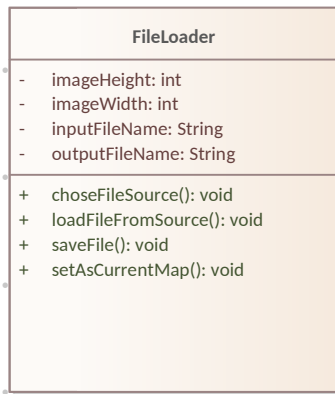 FileLoader
- imageHeight: int
- imageWidth: int
- inputFileName: String
- outputFileName: String
+ choseFileSource(): void
+ loadFileFromSource(): void
+ saveFile(): void
+ setAsCurrentMap(): void